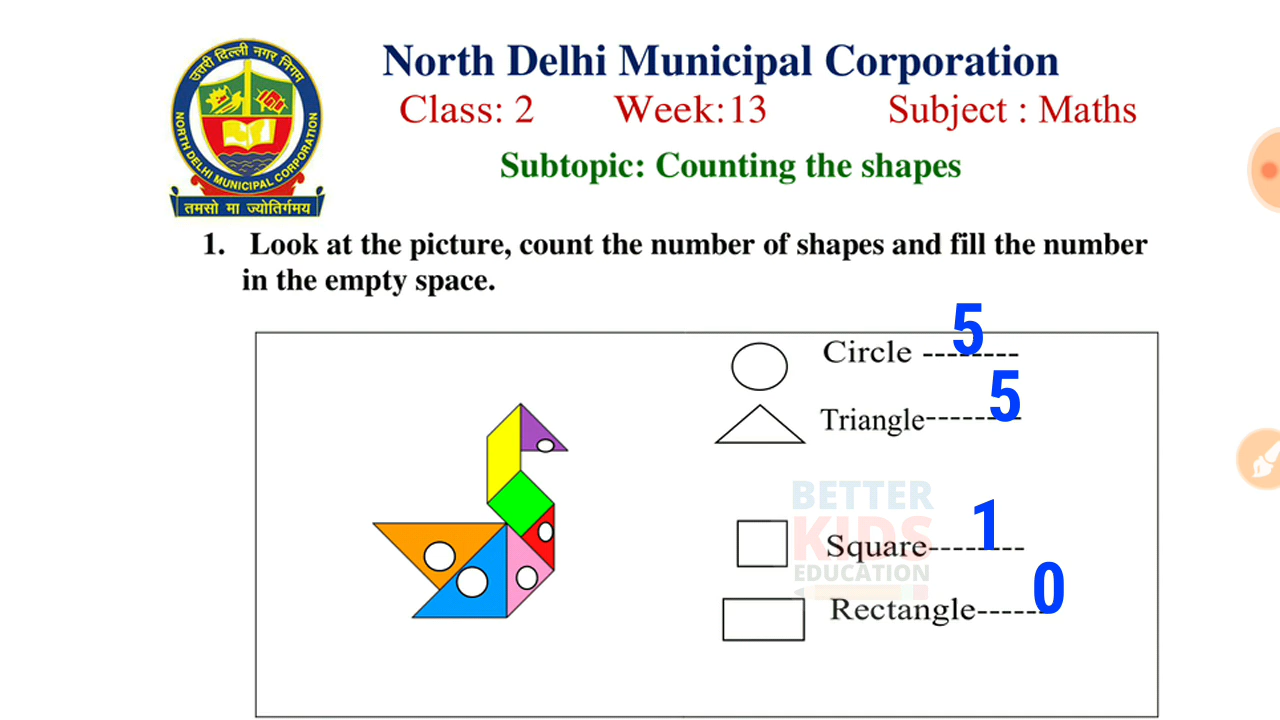 उत्तरी दिल्ली नगर निगम
NORTH DELHI MUNICIPAL CORPORATION
तमसो मा ज्योतिर्गमय
North Delhi Municipal Corporation
Class: 2 Week:13 Subject : Maths
Subtopic: Counting the shapes
1. Look at the picture, count the number of shapes and fill the number
in the empty space.
Circle --------- 5
Triangle--------- 5
BETTER
KIDS
EDUCATION
Square--------- 1
Rectangle------ 0